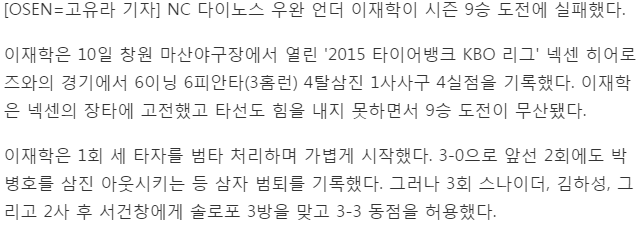 [OSEN=고유라 기자] NC 다이노스 우완 언더 이재학이 시즌 9승 도전에 실패했다.
이재학은 10일 창원 마산야구장에서 열린 '2015 타이어뱅크 KBO 리그' 넥센 히어로
즈와의 경기에서 6이닝 6피안타(3홈런) 4탈삼진 1사사구 4실점을 기록했다. 이재학
은 넥센의 장타에 고전했고 타선도 힘을 내지 못하면서 9승 도전이 무산됐다.
이재학은 1회 세 타자를 범타 처리하며 가볍게 시작했다. 3-0으로 앞선 2회에도 박
병호를 삼진 아웃시키는 등 삼자 범퇴를 기록했다. 그러나 3회 스나이더, 김하성, 그
리고 2사 후 서건창에게 솔로포 3방을 맞고 3-3 동점을 허용했다.